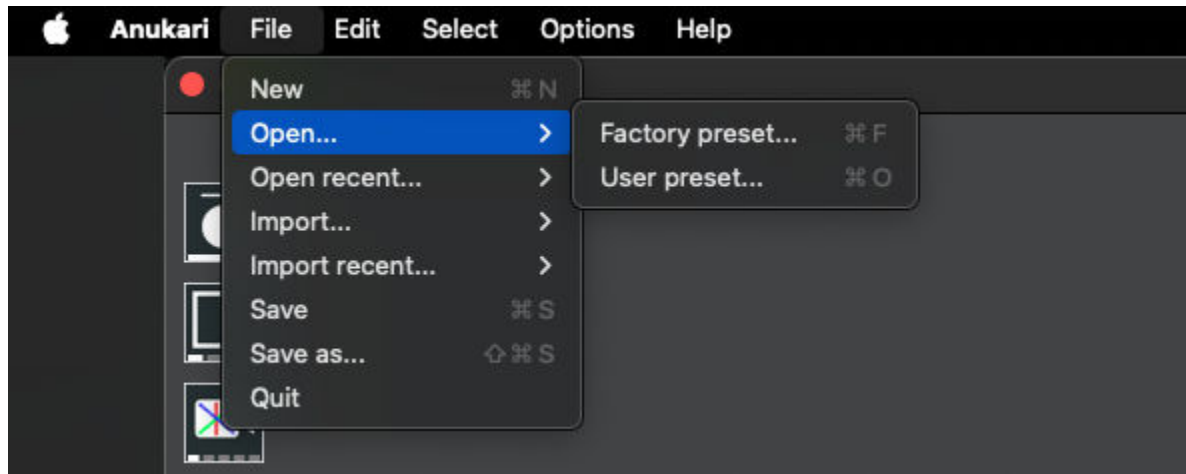 Anukari File Edit Select Options Help
New ⌘ N
Open...
Factory preset... ⌘ F
User preset... ⌘ O
Open recent...
Import...
Import recent...
Save ⌘ S
Save as... ⇧ ⌘ S
Quit